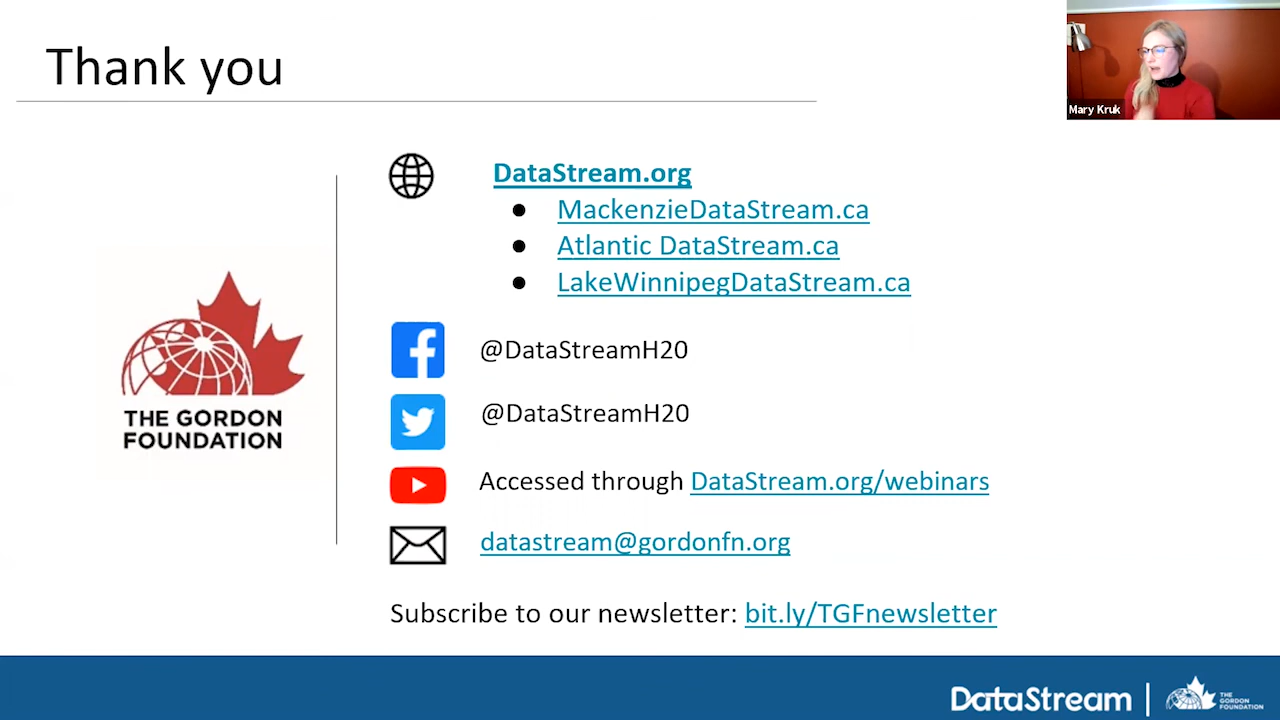 Thank you
Mary Kruk
DataStream.org
● MackenzieDataStream.ca
● Atlantic DataStream.ca
● LakeWinnipegDataStream.ca
THE GORDON
FOUNDATION
@DataStreamH20
@DataStreamH20
Accessed through DataStream.org/webinars
datastream@gordonfn.org
Subscribe to our newsletter: bit.ly/TGFnewsletter
DataStream
THE
GORDON
FOUNDATION